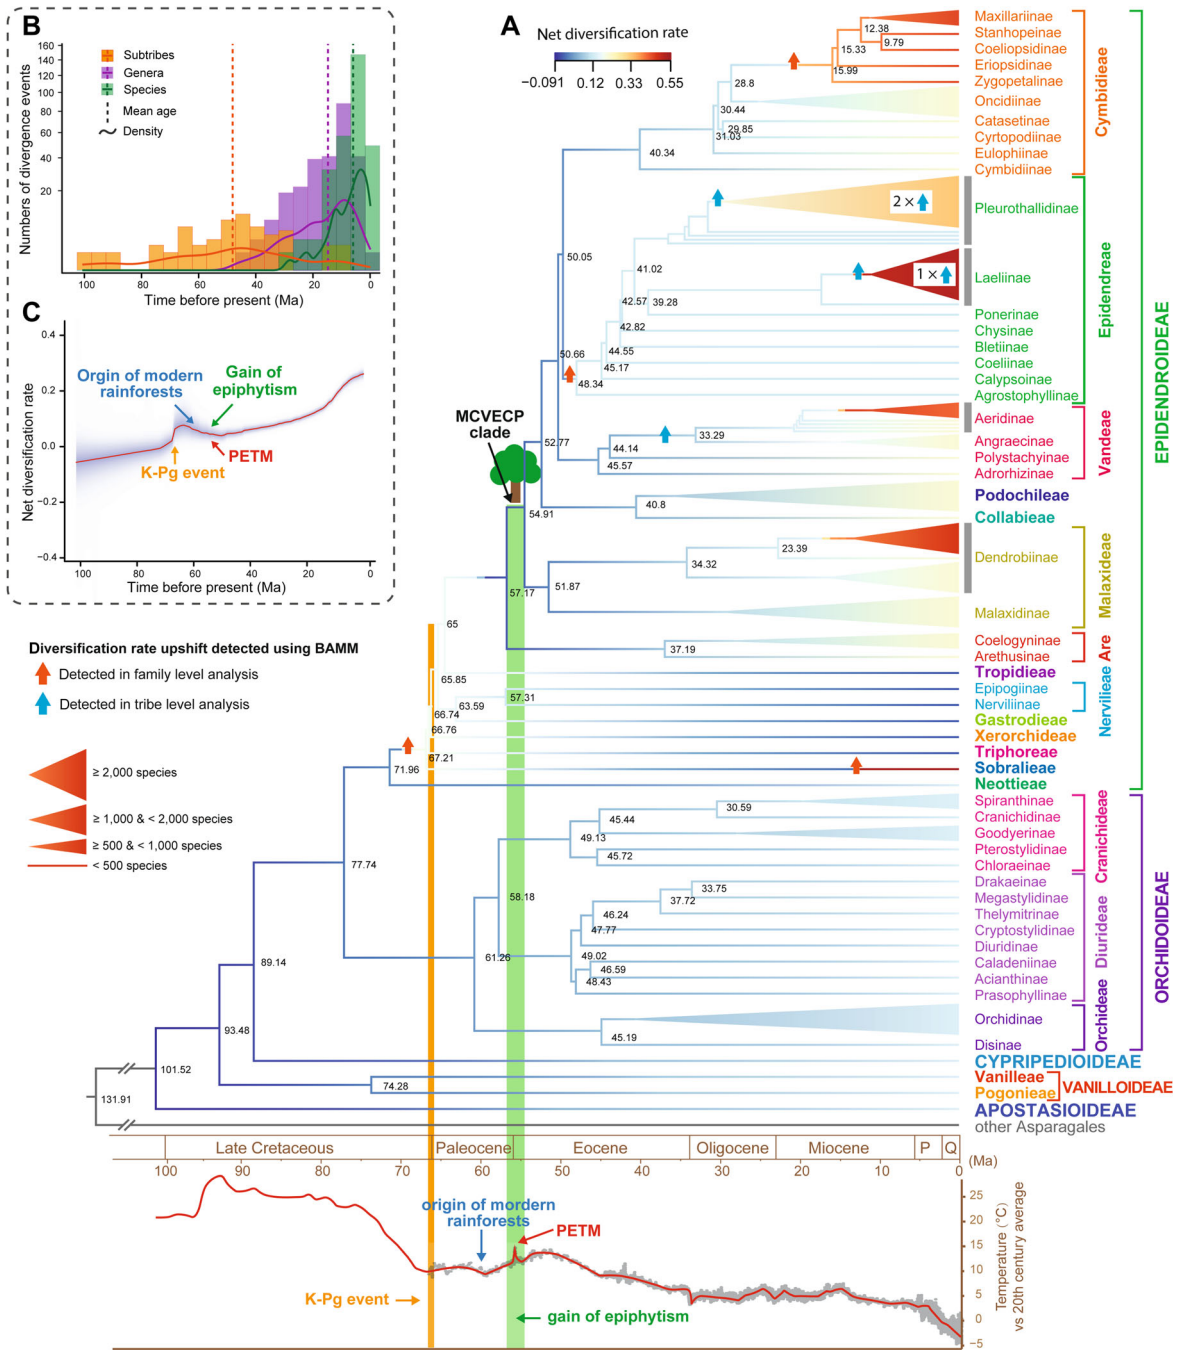 B
Numbers of divergence events
160
140
120
100
80
60
40
20
Subtribes
Genera
Species
Mean age
Density
100
80
60
40
20
0
Time before present (Ma)
C
Net diversification rate
0.4
0.2
0.0
−0.2
−0.4
Orgin of modern
rainforests
Gain of
epiphytism
PETM
K-Pg event
100
80
60
40
20
0
Time before present (Ma)
Diversification rate upshift detected using BAMM
Detected in family level analysis
Detected in tribe level analysis
≥ 2,000 species
≥ 1,000 & < 2,000 species
≥ 500 & < 1,000 species
< 500 species
A
Net diversification rate
−0.091 0.12 0.33 0.55
MCVECP
clade
12.38
9.79
15.33
15.99
28.8
30.44
29.85
31.03
40.34
50.05
41.02
42.57
39.28
42.82
44.55
45.17
48.34
50.66
2 ×
1 ×
52.77
33.29
44.14
45.57
40.8
54.91
23.39
34.32
51.87
57.17
37.19
65
65.85
57.31
63.59
66.74
66.76
67.21
71.96
77.74
30.59
45.44
49.13
45.72
58.18
33.75
37.72
46.24
47.77
61.26
49.02
46.59
48.43
45.19
89.14
93.48
101.52
74.28
131.91
Maxillariinae
Stanhopeinae
Coeliopsidinae
Eriopsidinae
Zygopetalinae
Oncidiinae
Catasetinae
Cyrtopodiinae
Eulophiinae
Cymbidiinae
Cymbidieae
Pleurothallidinae
Laeliinae
Ponerinae
Chysinae
Bletiinae
Coeliinae
Calypsoinae
Agrostophyllinae
Epidendreae
Aeridinae
Angraecinae
Polystachyinae
Adrorhizinae
Vandeae
Podochileae
Collabieae
Dendrobiinae
Malaxidinae
Malaxideae
Coelogyninae
Arethusinae
Are
Tropidieae
Epipogiinae
Nerviliinae
Nervilieae
Gastrodieae
Xerorchideae
Triphoreae
Sobralieae
Neottieae
EPIDENDROIDEAE
Spiranthinae
Cranichidinae
Goodyerinae
Pterostylidinae
Chloraeinae
Cranichideae
Drakaeinae
Megastylidinae
Thelymitrinae
Cryptostylidinae
Diuridinae
Caladeniinae
Acianthinae
Prasophyllinae
Diurideae
Orchidinae
Disinae
Orchideae
ORCHIDOIDEAE
CYPRIPEDIOIDEAE
Vanilleae
Pogonieae
VANILLOIDEAE
APOSTASIOIDEAE
other Asparagales
Late Cretaceous
Paleocene
Eocene
Oligocene
Miocene
P
Q
100
90
80
70
60
50
40
30
20
10
0
(Ma)
origin of mordern
rainforests
PETM
K-Pg event
gain of epiphytism
25
20
15
10
5
0
−5
Temperature (°C)
vs 20th century average